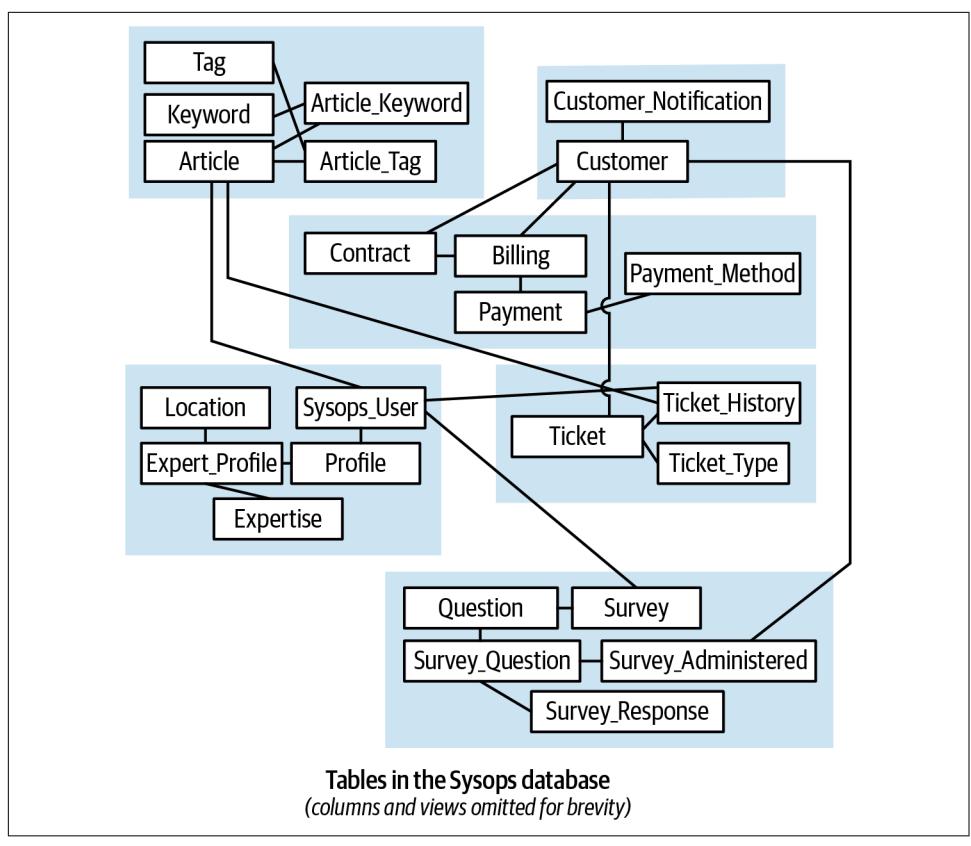 Tag
Keyword
Article_Keyword
Article
Article_Tag
Customer_Notification
Customer
Contract
Billing
Payment_Method
Payment
Location
Sysops_User
Expert_Profile
Profile
Expertise
Ticket_History
Ticket
Ticket_Type
Question
Survey
Survey_Question
Survey_Administered
Survey_Response
Tables in the Sysops database
(columns and views omitted for brevity)